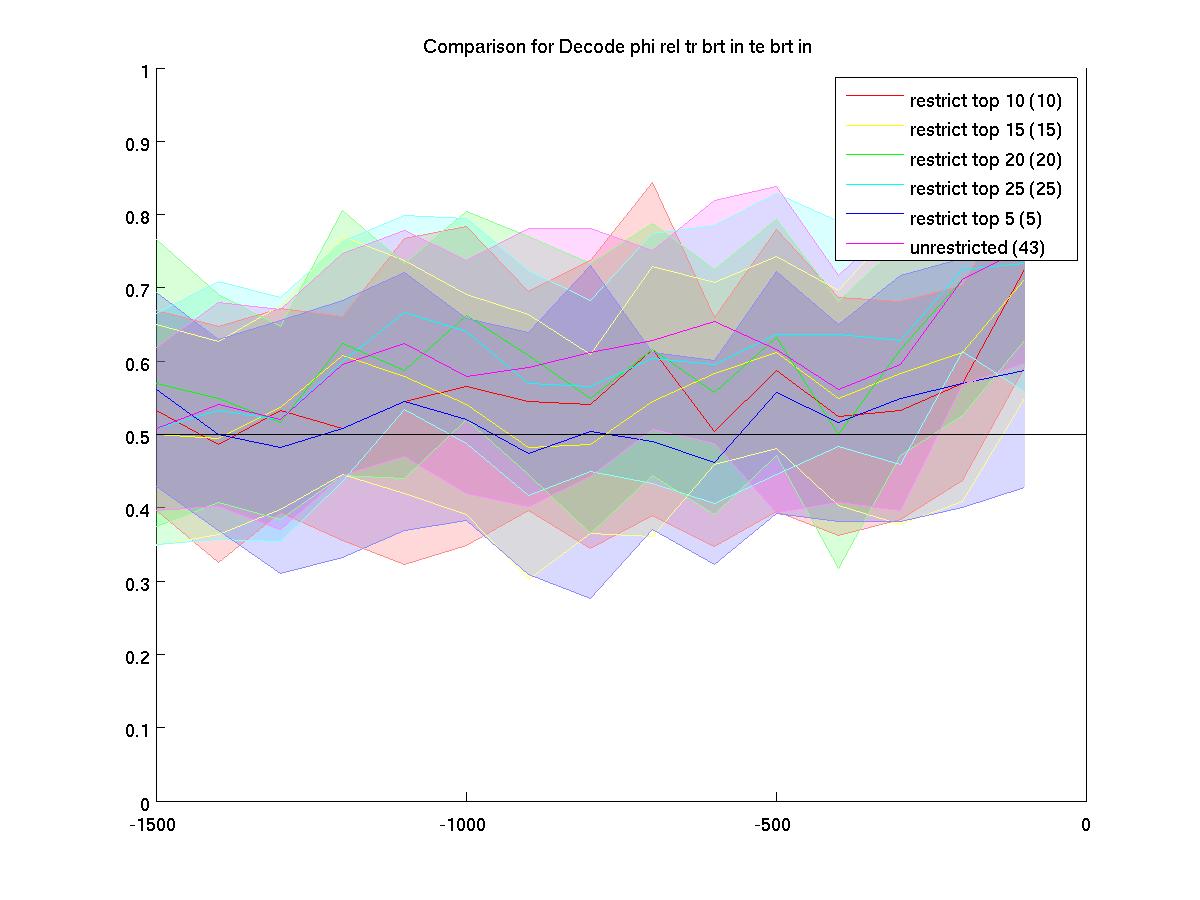 Comparison for Decode phi rel tr brt in te brt in
1
0.9
0.8
0.7
0.6
0.5
0.4
0.3
0.2
0.1
0
-1500
-1000
-500
0
restrict top 10 (10)
restrict top 15 (15)
restrict top 20 (20)
restrict top 25 (25)
restrict top 5 (5)
unrestricted (43)